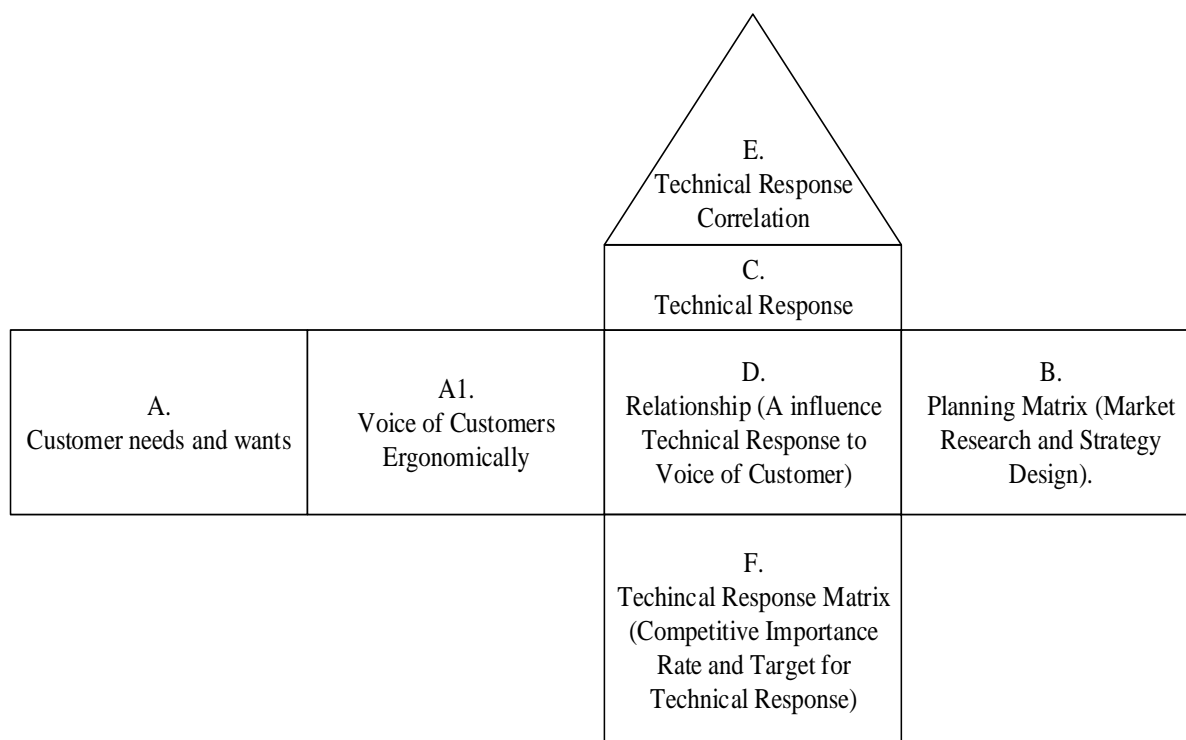 E.
Technical Response
Correlation
C.
Technical Response
A.
Customer needs and wants
A1.
Voice of Customers
Ergonomically
D.
Relationship (A influence
Technical Response to
Voice of Customer)
B.
Planning Matrix (Market
Research and Strategy
Design).
F.
Techincal Response Matrix
(Competitive Importance
Rate and Target for
Technical Response)